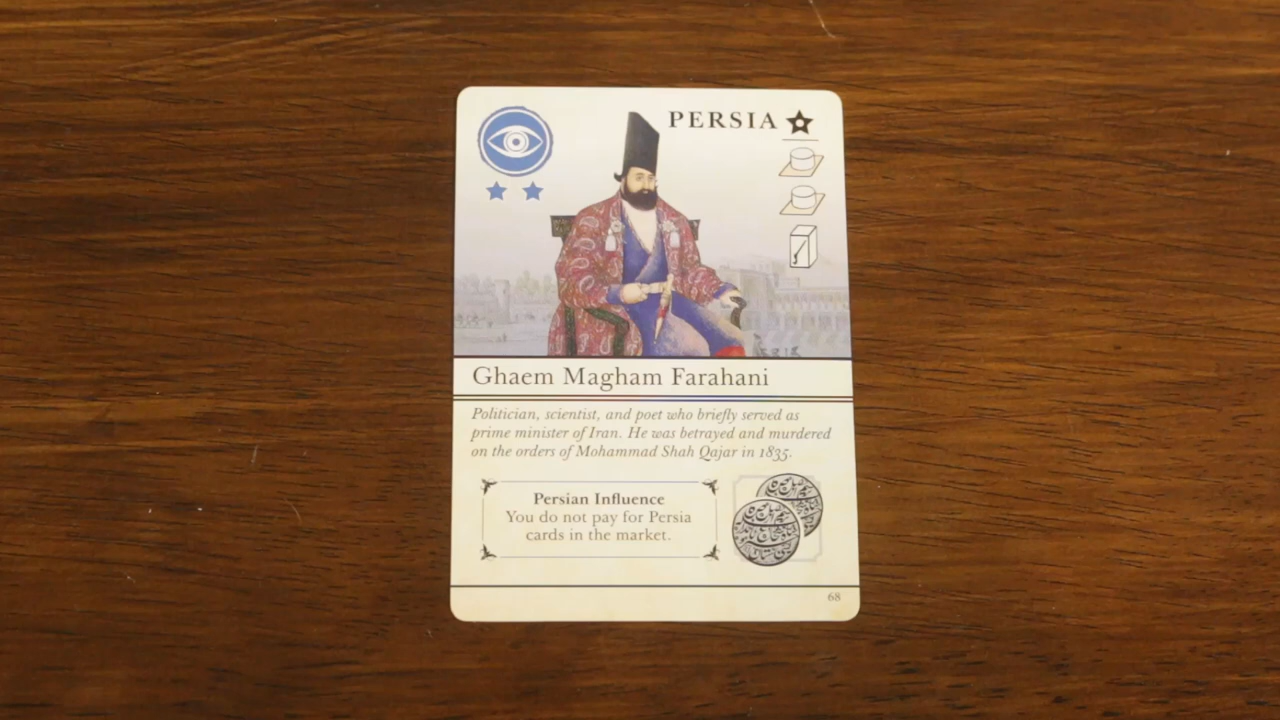 PERSIA
Ghaem Magham Farahani
Politician, scientist, and poet who briefly served as
prime minister of Iran. He was betrayed and murdered
on the orders of Mohammad Shah Qajar in 1835.
Persian Influence
You do not pay for Persia
cards in the market.
68